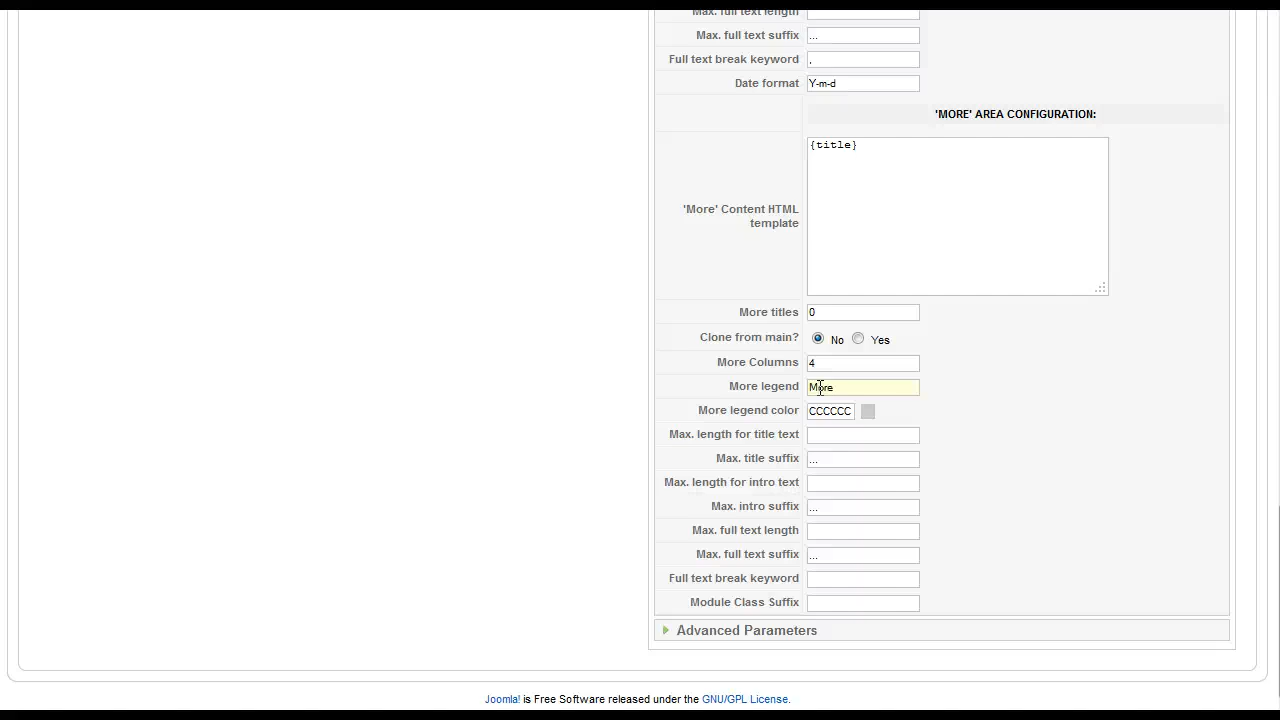 Max. full text length
Max. full text suffix ...
Full text break keyword .
Date format Y-m-d
'MORE' AREA CONFIGURATION:
{title}
'More' Content HTML
template
More titles 0
Clone from main? No Yes
More Columns 4
More legend More
More legend color CCCCCC
Max. length for title text
Max. title suffix ...
Max. length for intro text
Max. intro suffix ...
Max. full text length
Max. full text suffix ...
Full text break keyword
Module Class Suffix
Advanced Parameters
Joomla! is Free Software released under the GNU/GPL License.